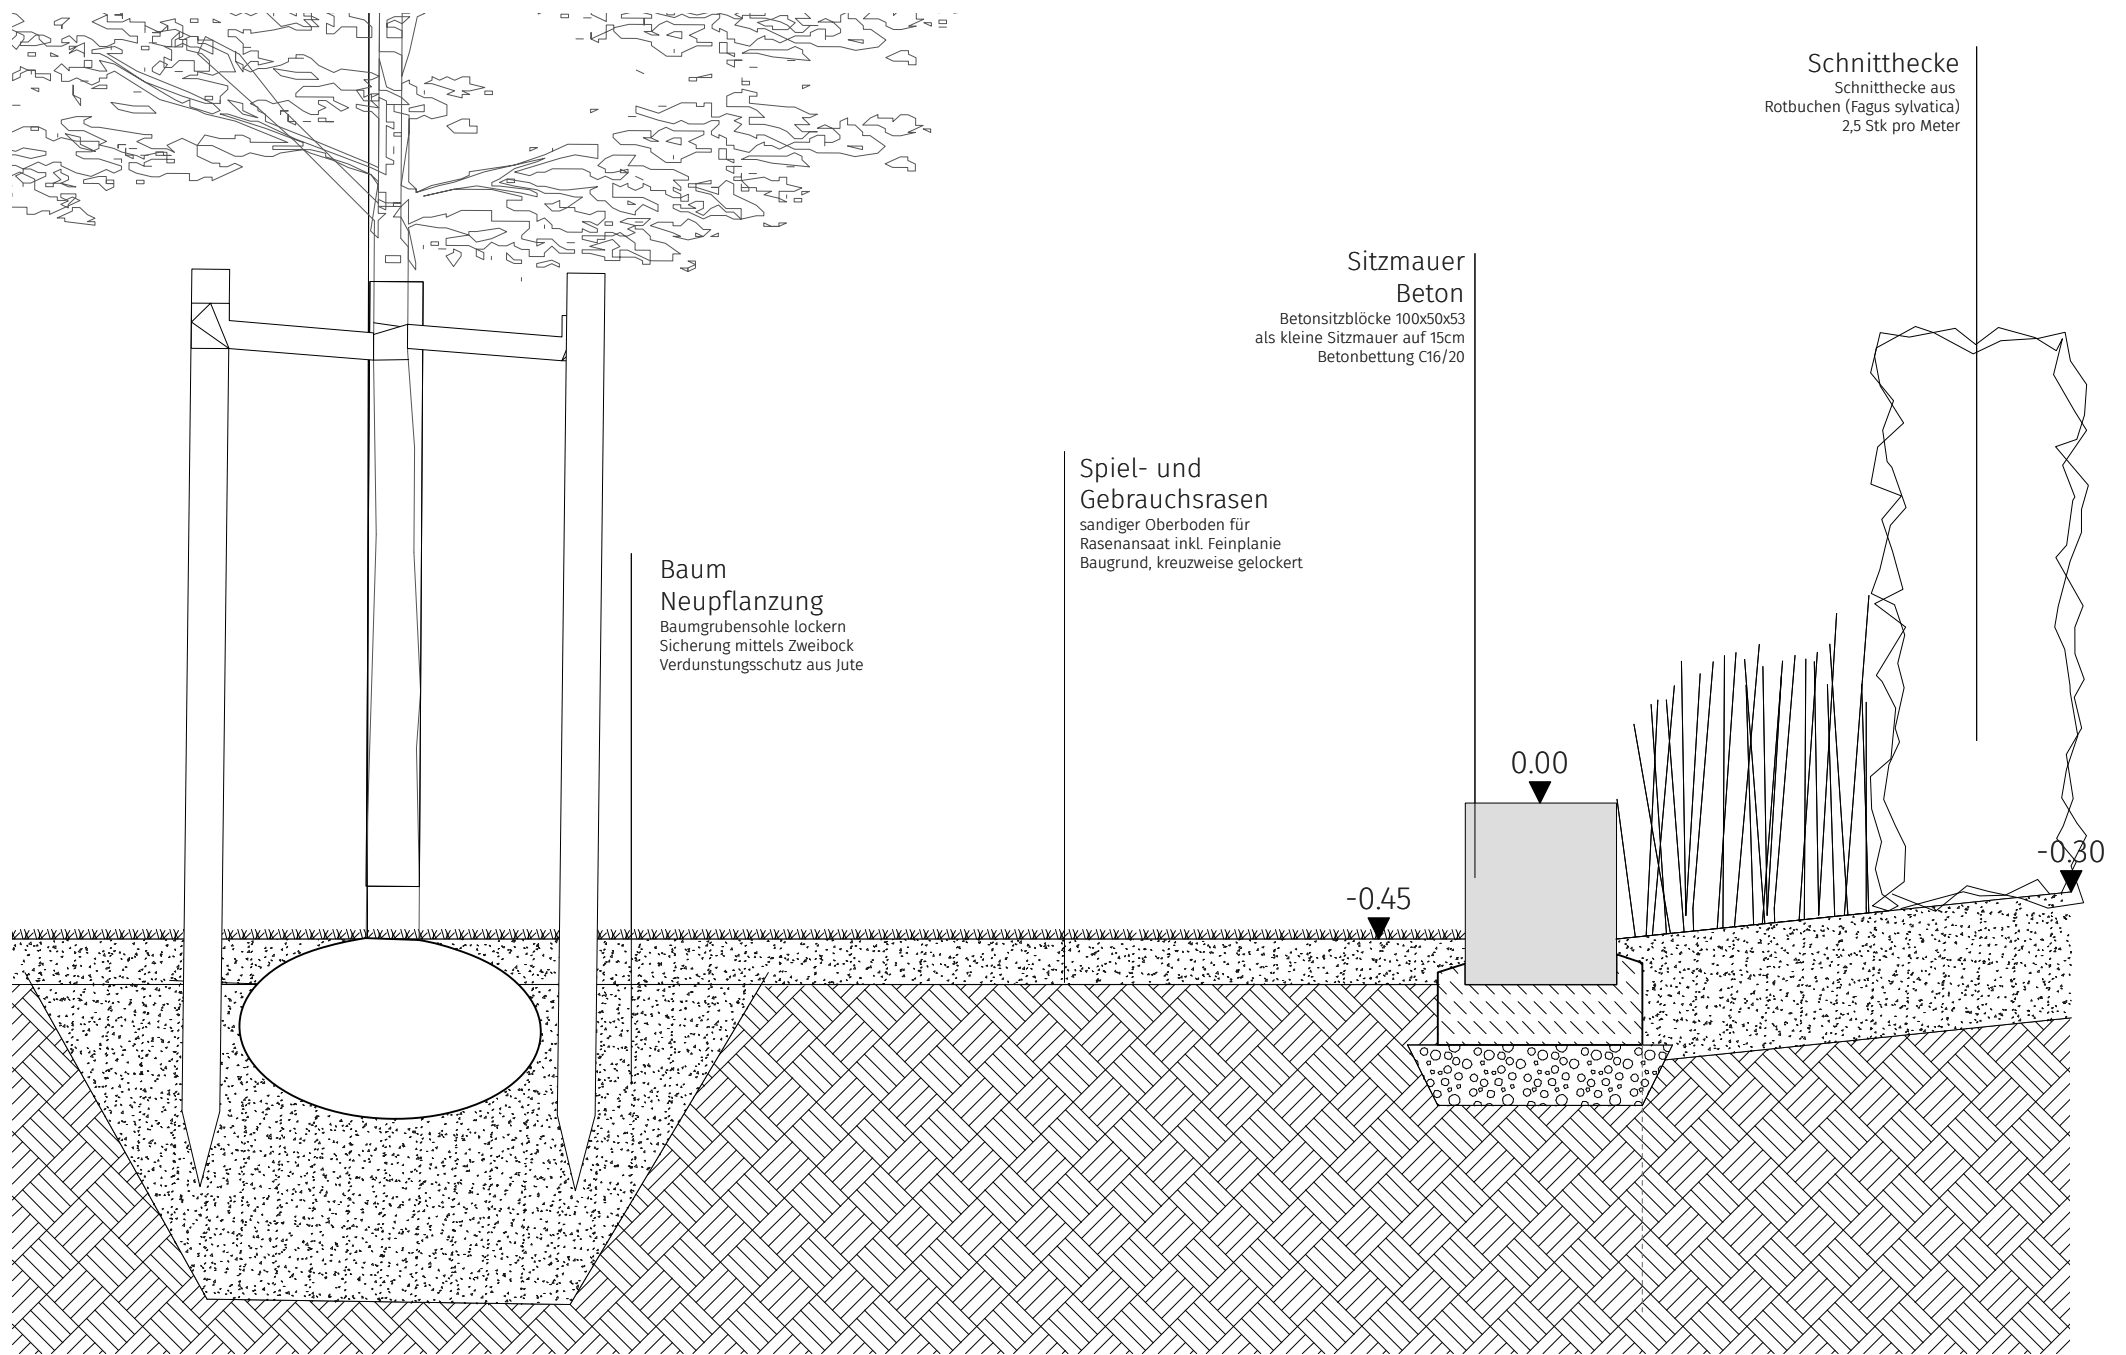 Schnitthecke
Schnitthecke aus
Rotbuchen (Fagus sylvatica)
2,5 Stk pro Meter
Sitzmauer
Beton
Betonsitzblöcke 100x50x53
als kleine Sitzmauer auf 15cm
Betonbettung C16/20
Spiel- und
Gebrauchsrasen
sandiger Oberboden für
Rasenansaat inkl. Feinplanie
Baugrund, kreuzweise gelockert
Baum
Neupflanzung
Baumgrubensohle lockern
Sicherung mittels Zweibock
Verdunstungsschutz aus Jute
0.00
-0.45
-0.30